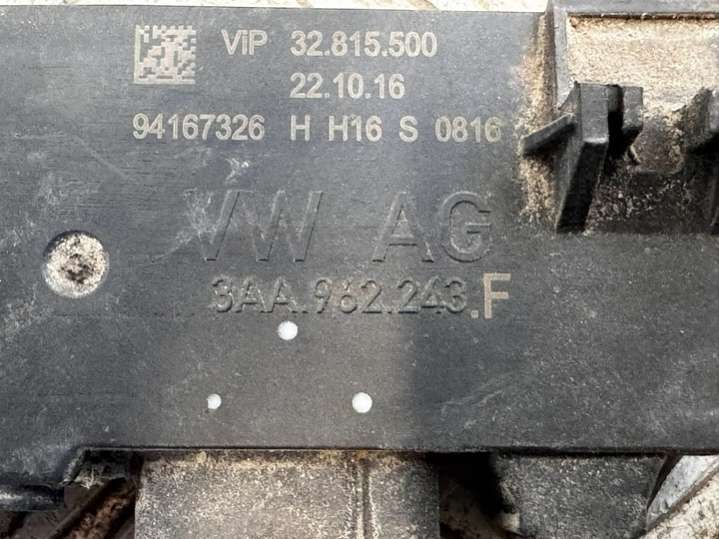 ViP 32.815.500
22.10.16
94167326 H H16 S 0816
VW AG
3AA.962.243.F